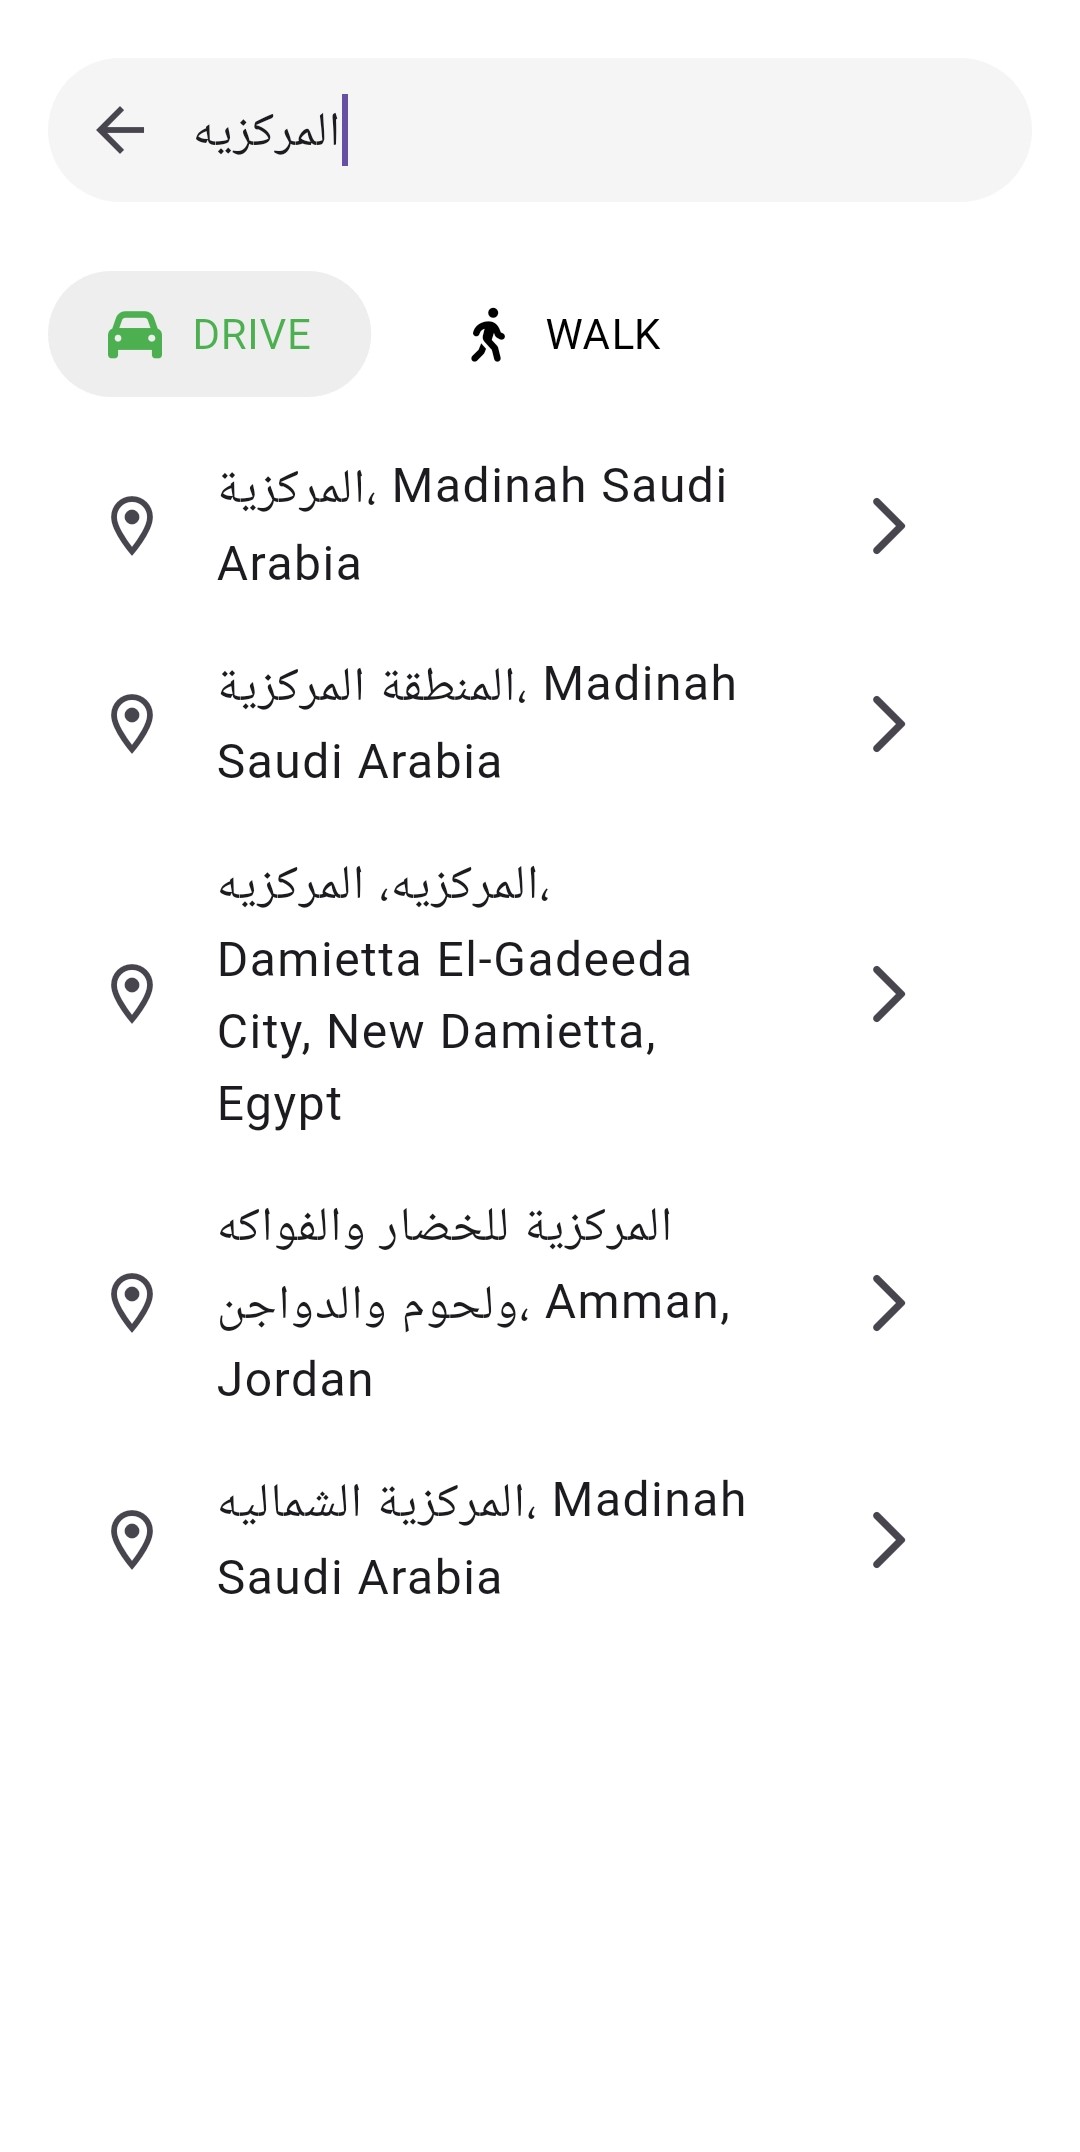 المركزيه
DRIVE
WALK
المركزية، Madinah Saudi
Arabia
المنطقة المركزية، Madinah
Saudi Arabia
المركزيه، المركزيه،
Damietta El-Gadeeda
City, New Damietta,
Egypt
المركزية للخضار والفواكه
ولحوم والدواجن، Amman,
Jordan
المركزية الشماليه، Madinah
Saudi Arabia